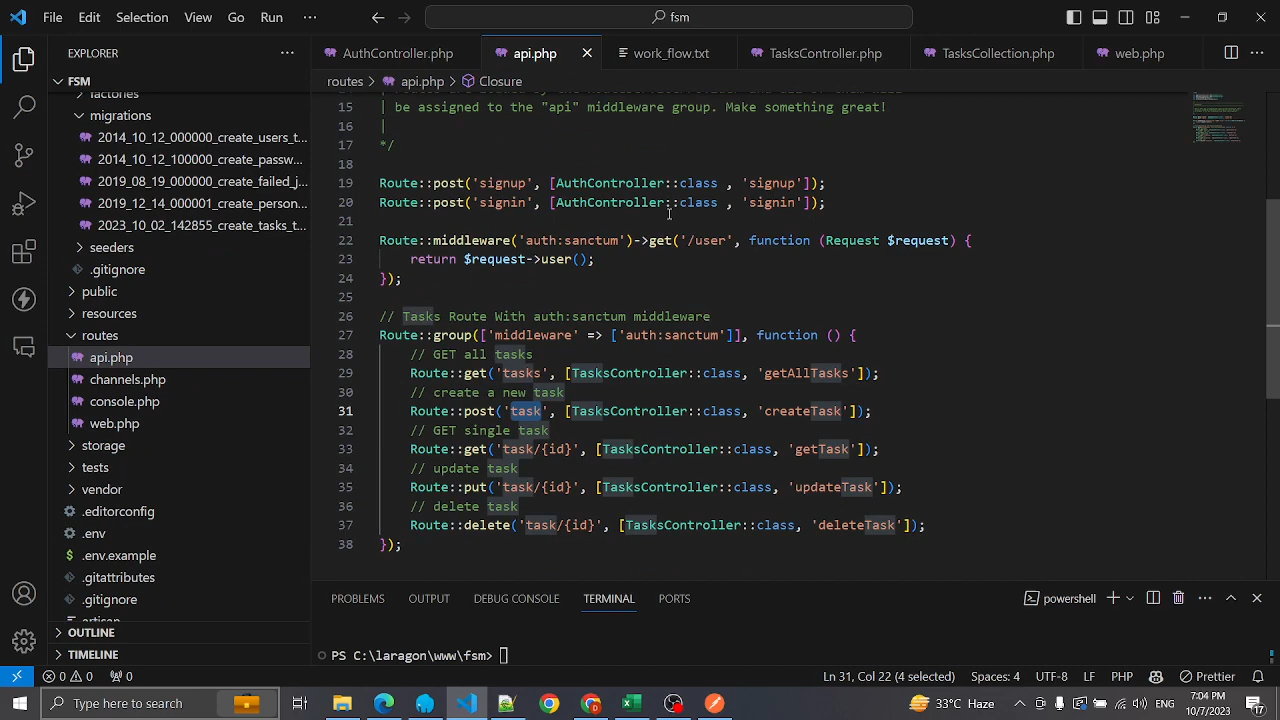 File Edit Selection View Go Run ··· fsm
EXPLORER ···
FSM
factories
migrations
2014_10_12_000000_create_users_t...
2014_10_12_100000_create_passw...
2019_08_19_000000_create_failed_j...
2019_12_14_000001_create_person...
2023_10_02_142855_create_tasks_t...
seeders
.gitignore
public
resources
routes
api.php
channels.php
console.php
web.php
storage
tests
vendor
.editorconfig
.env
.env.example
.gitattributes
.gitignore
OUTLINE
TIMELINE
AuthController.php api.php work_flow.txt TasksController.php TasksCollection.php web.php
routes > api.php > Closure
15 | be assigned to the "api" middleware group. Make something great!
16 |
17 */
18
19 Route::post('signup', [AuthController::class , 'signup']);
20 Route::post('signin', [AuthController::class , 'signin']);
21
22 Route::middleware('auth:sanctum')->get('/user', function (Request $request) {
23 return $request->user();
24 });
25
26 // Tasks Route With auth:sanctum middleware
27 Route::group(['middleware' => ['auth:sanctum']], function () {
28 // GET all tasks
29 Route::get('tasks', [TasksController::class, 'getAllTasks']);
30 // create a new task
31 Route::post('task', [TasksController::class, 'createTask']);
32 // GET single task
33 Route::get('task/{id}', [TasksController::class, 'getTask']);
34 // update task
35 Route::put('task/{id}', [TasksController::class, 'updateTask']);
36 // delete task
37 Route::delete('task/{id}', [TasksController::class, 'deleteTask']);
38 });
PROBLEMS OUTPUT DEBUG CONSOLE TERMINAL PORTS powershell
PS C:\laragon\www\fsm>
0 0 0 Ln 31, Col 22 (4 selected) Spaces: 4 UTF-8 LF PHP Prettier
Type here to search 33°C Haze 7:04 PM
10/7/2023